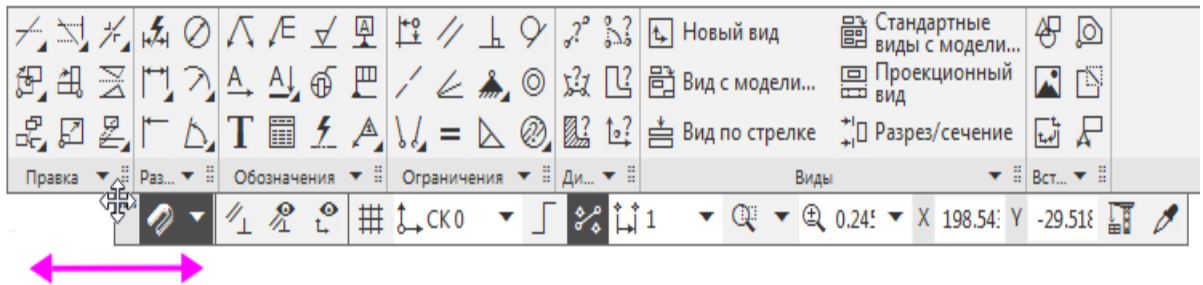 Новый вид
Стандартные
виды с модели...
Вид с модели...
Проекционный
вид
Вид по стрелке
Разрез/сечение
Правка
Раз...
Обозначения
Ограничения
Ди...
Виды
Вст...
СК 0
1
0.245
X 198.543
Y -29.518